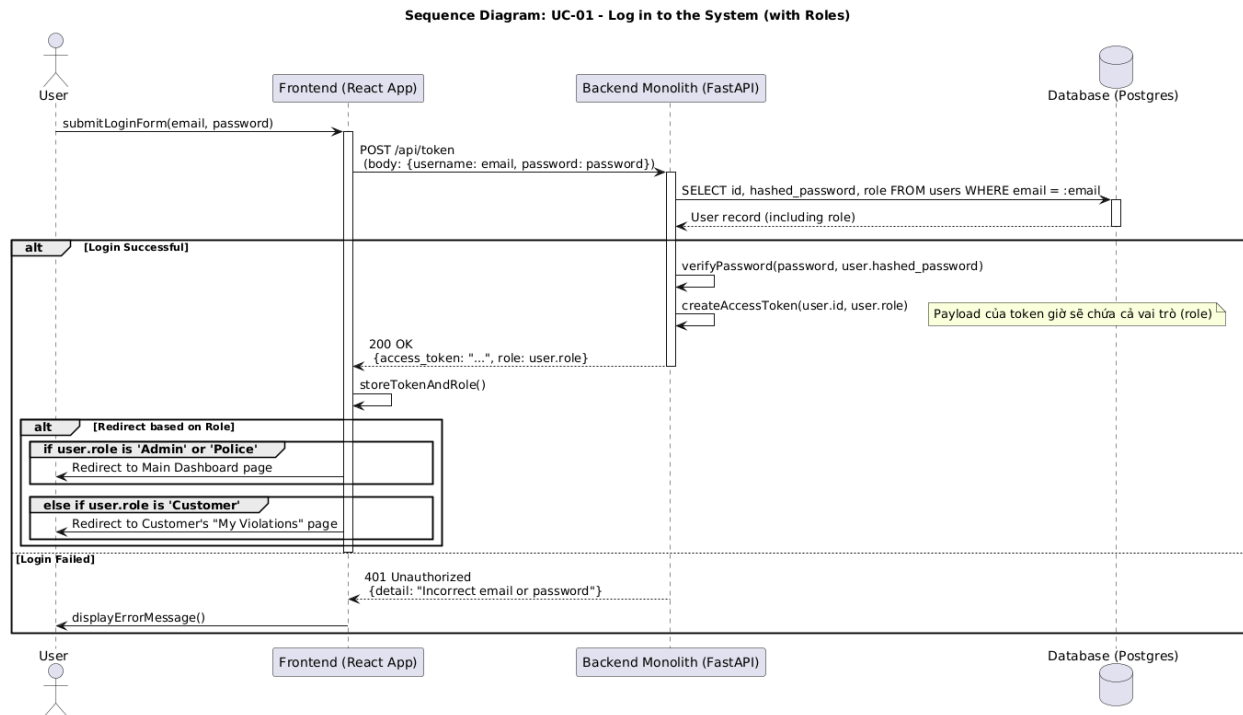 Sequence Diagram: UC-01 - Log in to the System (with Roles)
User
Frontend (React App)
Backend Monolith (FastAPI)
Database (Postgres)
submitLoginForm(email, password)
POST /api/token
(body: {username: email, password: password})
SELECT id, hashed_password, role FROM users WHERE email = :email
User record (including role)
alt
[Login Successful]
verifyPassword(password, user.hashed_password)
createAccessToken(user.id, user.role)
Payload của token giờ sẽ chứa cả vai trò (role)
200 OK
{access_token: "...", role: user.role}
storeTokenAndRole()
alt
[Redirect based on Role]
if user.role is 'Admin' or 'Police'
Redirect to Main Dashboard page
else if user.role is 'Customer'
Redirect to Customer's "My Violations" page
[Login Failed]
401 Unauthorized
{detail: "Incorrect email or password"}
displayErrorMessage()
User
Frontend (React App)
Backend Monolith (FastAPI)
Database (Postgres)